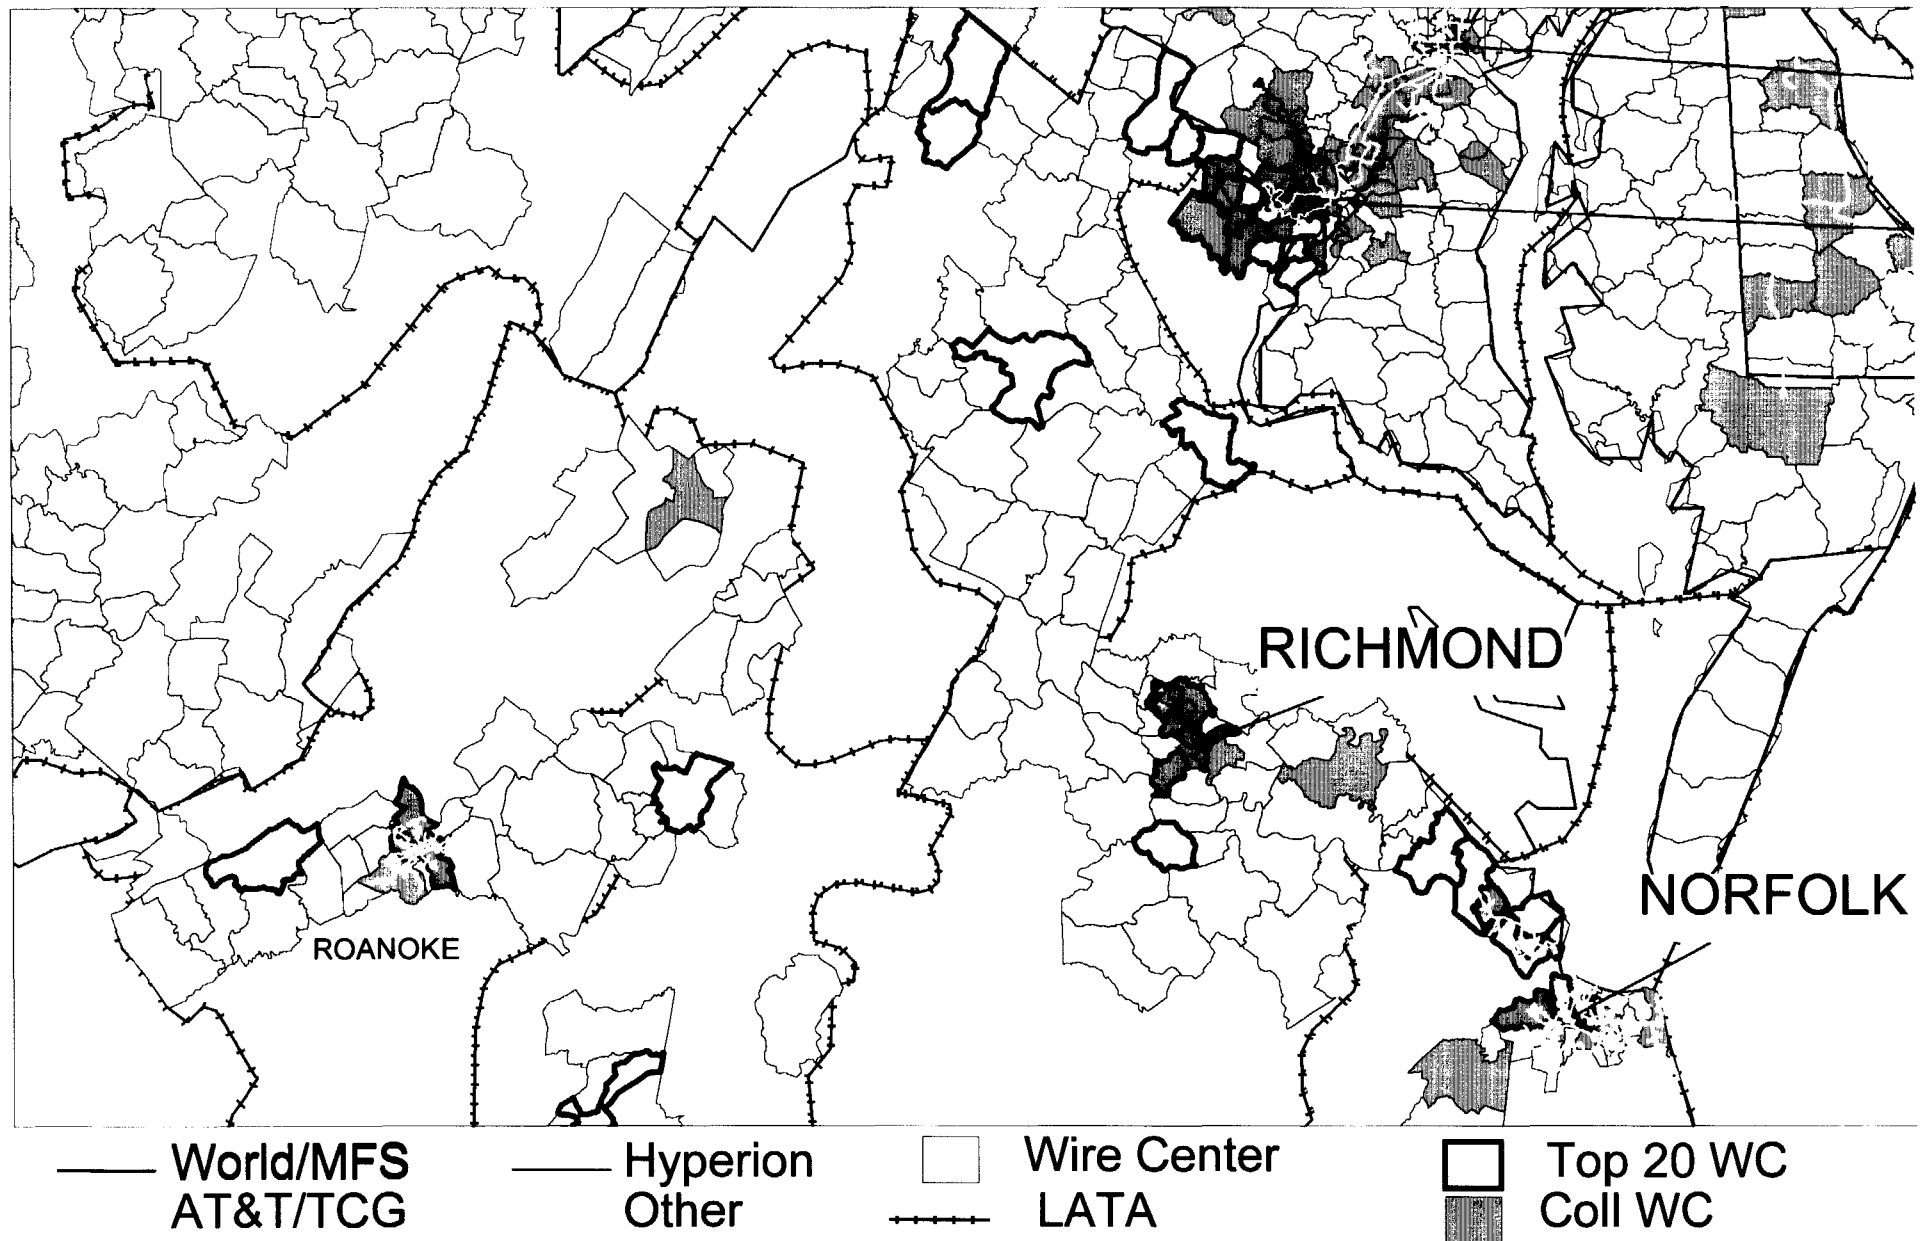 RICHMOND
NORFOLK
ROANOKE
World/MFS
AT&T/TCG
Hyperion
Other
Wire Center
LATA
Top 20 WC
Coll WC